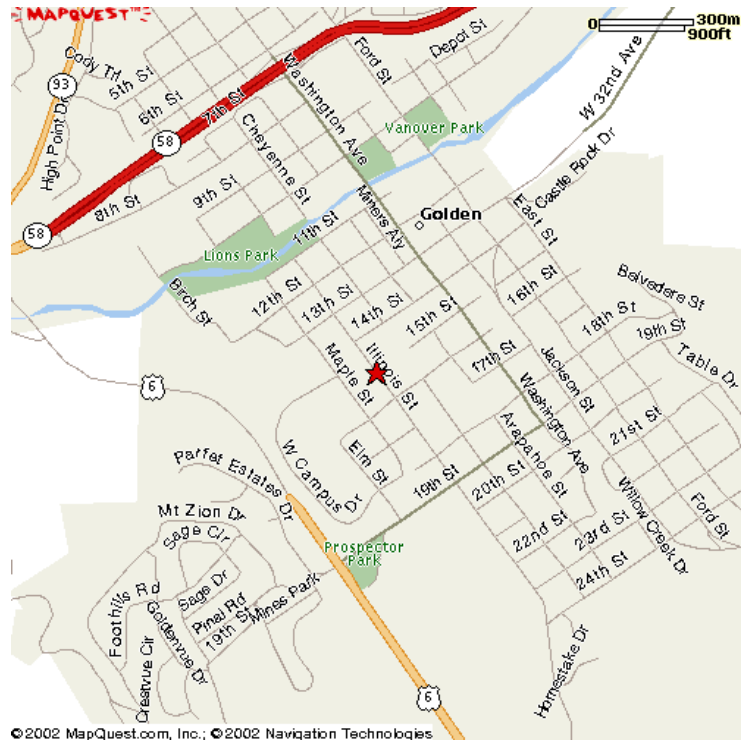 MAPQUEST™
0 300m
900ft
Ford St
Depot St
W 32nd Ave
Cody Trl
5th St
6th St
Washington Ave
93
High Point Dr
7th St
58
Cheyenne St
Vanover Park
Castle Rock Dr
9th St
8th St
Miners Aly
Golden
East St
58
11th St
Lions Park
Birch St
12th St
13th St
14th St
15th St
16th St
Belvedere St
18th St
19th St
Illinois St
Maple St
17th St
Jackson St
Table Dr
6
Washington Ave
Arapahoe St
21st St
Elm St
W Campus Dr
Parfet Estates Dr
19th St
20th St
Willow Creek Dr
Ford St
Mt Zion Dr
Sage Cir
22nd St
23rd St
Prospector
Park
24th St
Foothills Rd
Sage Dr
Mines Park
Pinal Rd
19th St
Goldenvue Dr
Crestvue Cir
Homestake Dr
6
©2002 MapQuest.com, Inc.; ©2002 Navigation Technologies